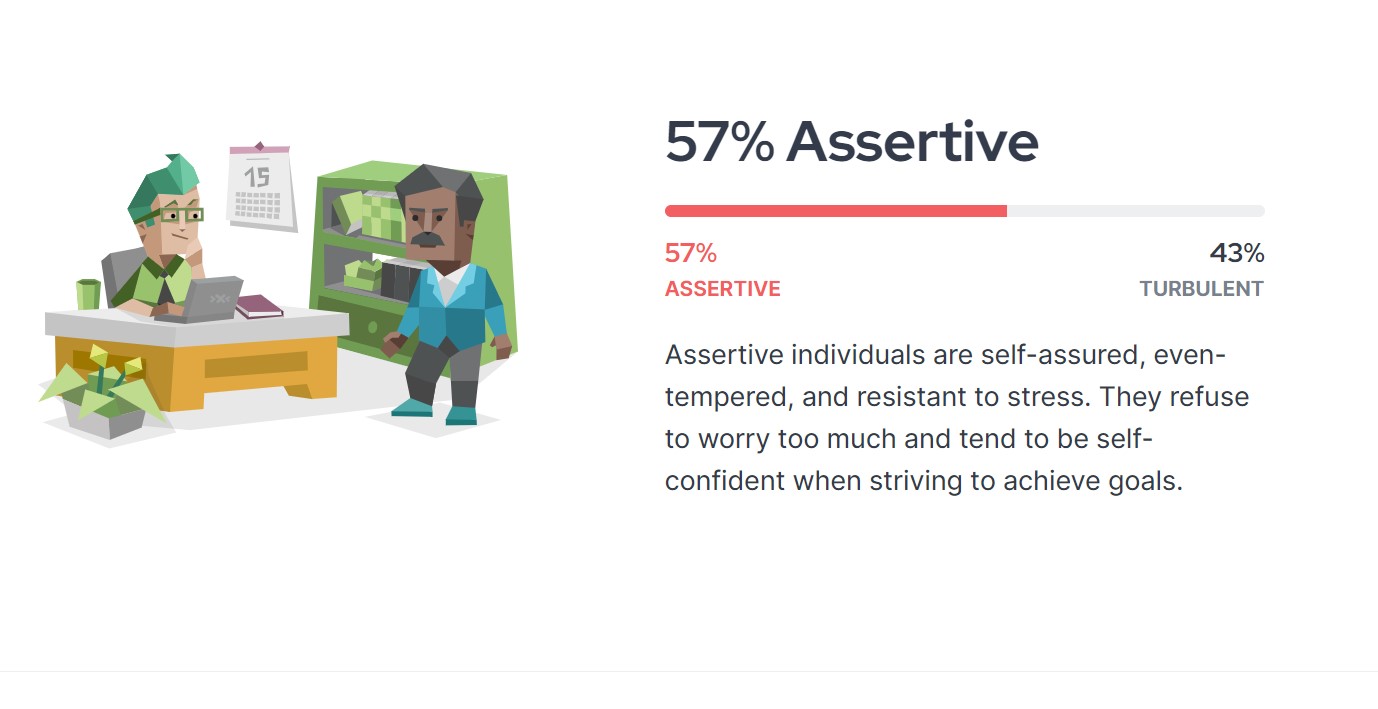 15
57% Assertive
57%
43%
ASSERTIVE
TURBULENT
Assertive individuals are self-assured, even-
tempered, and resistant to stress. They refuse
to worry too much and tend to be self-
confident when striving to achieve goals.